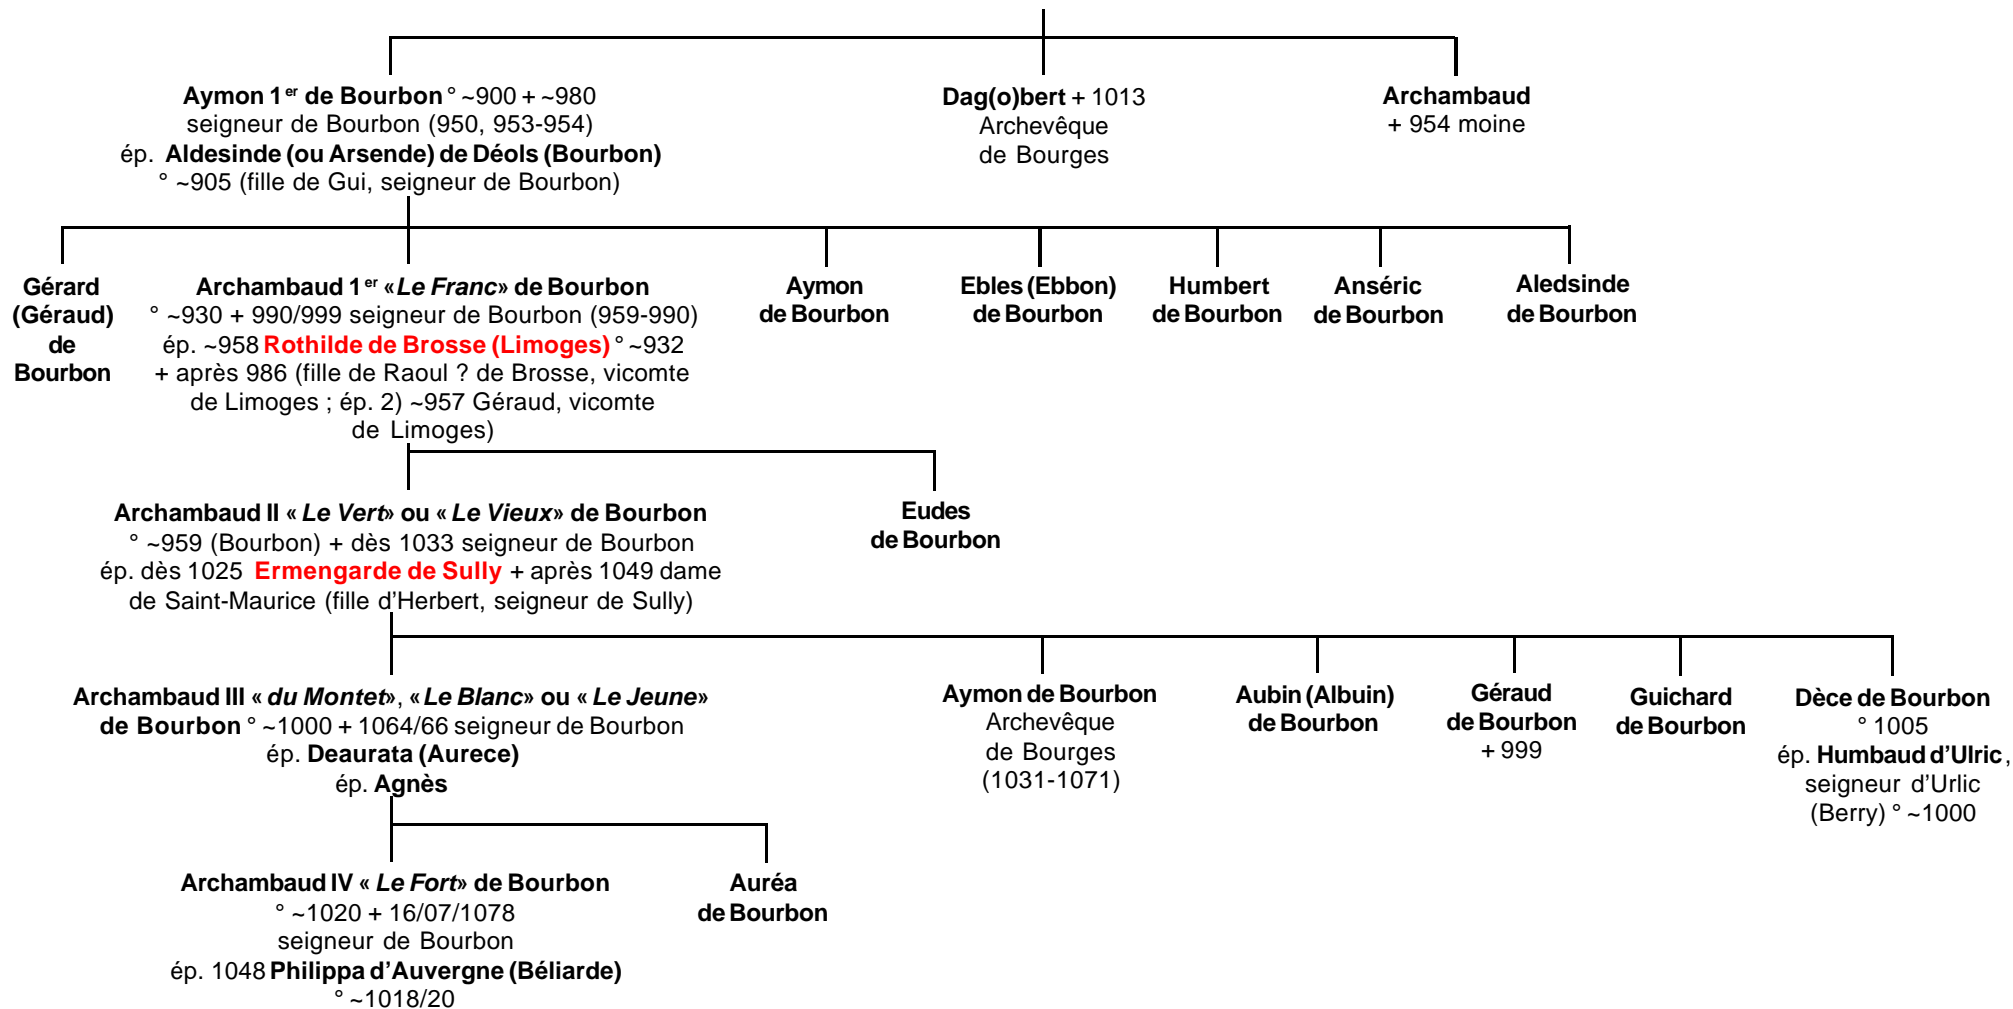 Aymon 1er de Bourbon ° ~900 + ~980
seigneur de Bourbon (950, 953-954)
ép. Aldesinde (ou Arsende) de Déols (Bourbon)
° ~905 (fille de Gui, seigneur de Bourbon)
Dag(o)bert + 1013
Archevêque
de Bourges
Archambaud
+ 954 moine
Gérard
(Géraud)
de
Bourbon
Archambaud 1er «Le Franc» de Bourbon
° ~930 + 990/999 seigneur de Bourbon (959-990)
ép. ~958 Rothilde de Brosse (Limoges) ° ~932
+ après 986 (fille de Raoul ? de Brosse, vicomte
de Limoges ; ép. 2) ~957 Géraud, vicomte
de Limoges)
Aymon
de Bourbon
Ebles (Ebbon)
de Bourbon
Humbert
de Bourbon
Anséric
de Bourbon
Aledsinde
de Bourbon
Archambaud II « Le Vert» ou « Le Vieux» de Bourbon
° ~959 (Bourbon) + dès 1033 seigneur de Bourbon
ép. dès 1025 Ermengarde de Sully + après 1049 dame
de Saint-Maurice (fille d'Herbert, seigneur de Sully)
Eudes
de Bourbon
Archambaud III « du Montet», «Le Blanc» ou « Le Jeune»
de Bourbon ° ~1000 + 1064/66 seigneur de Bourbon
ép. Deaurata (Aurece)
ép. Agnès
Aymon de Bourbon
Archevêque
de Bourges
(1031-1071)
Aubin (Albuin)
de Bourbon
Géraud
de Bourbon
+ 999
Guichard
de Bourbon
Dèce de Bourbon
° 1005
ép. Humbaud d'Ulric,
seigneur d'Urlic
(Berry) ° ~1000
Archambaud IV « Le Fort» de Bourbon
° ~1020 + 16/07/1078
seigneur de Bourbon
ép. 1048 Philippa d'Auvergne (Béliarde)
° ~1018/20
Auréa
de Bourbon